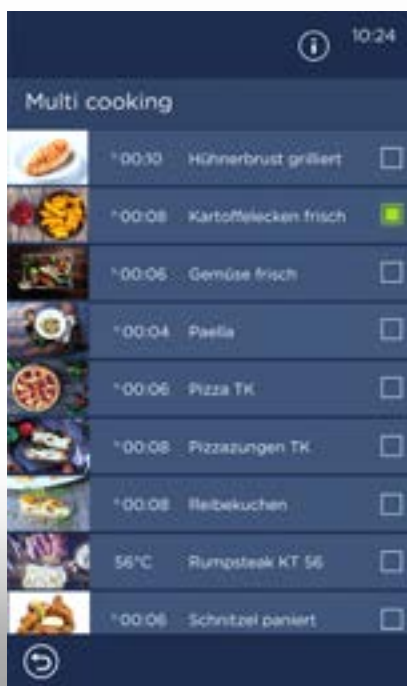 10:24
Multi cooking
h 00:10 Hühnerbrust grilliert
h 00:08 Kartoffelecken frisch
h 00:06 Gemüse frisch
h 00:04 Paella
h 00:06 Pizza TK
h 00:08 Pizzazungen TK
h 00:08 Reibekuchen
56°C Rumpsteak KT 56
h 00:06 Schnitzel paniert